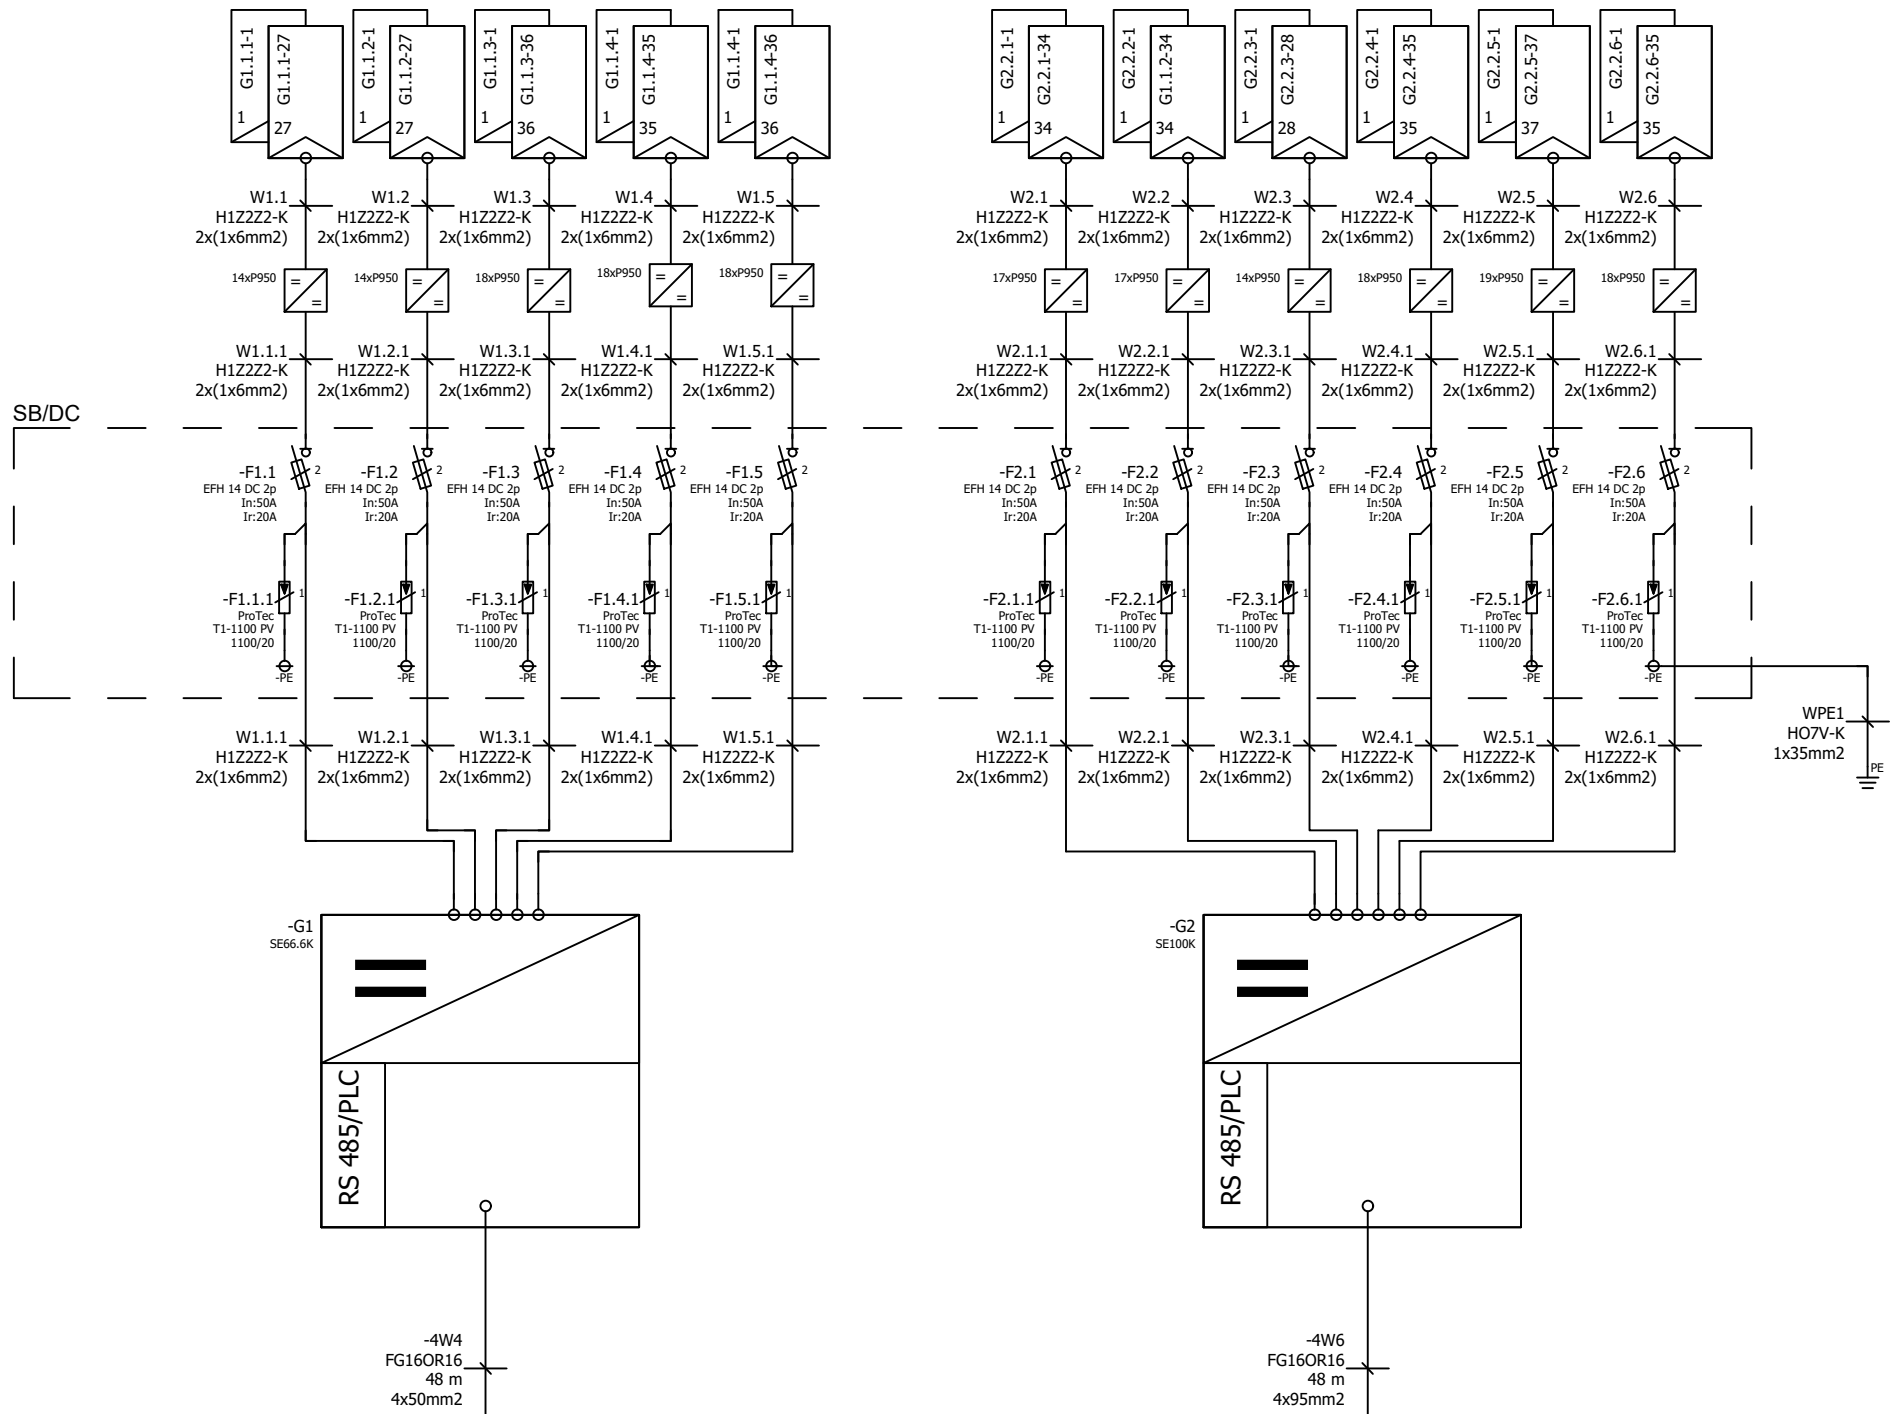 G1.1.1-1
G1.1.1-27
1
27
G1.1.2-1
G1.1.2-27
1
27
G1.1.3-1
G1.1.3-36
1
36
G1.1.4-1
G1.1.4-35
1
35
G1.1.4-1
G1.1.4-36
1
36
G2.2.1-1
G2.2.1-34
1
34
G2.2.2-1
G1.1.2-34
1
34
G2.2.3-1
G2.2.3-28
1
28
G2.2.4-1
G2.2.4-35
1
35
G2.2.5-1
G2.2.5-37
1
37
G2.2.6-1
G2.2.6-35
1
35
W1.1 W1.2 W1.3 W1.4 W1.5 W2.1 W2.2 W2.3 W2.4 W2.5 W2.6
H1Z2Z2-K H1Z2Z2-K H1Z2Z2-K H1Z2Z2-K H1Z2Z2-K H1Z2Z2-K H1Z2Z2-K H1Z2Z2-K H1Z2Z2-K H1Z2Z2-K H1Z2Z2-K
2x(1x6mm2) 2x(1x6mm2) 2x(1x6mm2) 2x(1x6mm2) 2x(1x6mm2) 2x(1x6mm2) 2x(1x6mm2) 2x(1x6mm2) 2x(1x6mm2) 2x(1x6mm2) 2x(1x6mm2)
14xP950 14xP950 18xP950 18xP950 18xP950 17xP950 17xP950 14xP950 18xP950 19xP950 18xP950
W1.1.1 W1.2.1 W1.3.1 W1.4.1 W1.5.1 W2.1.1 W2.2.1 W2.3.1 W2.4.1 W2.5.1 W2.6.1
H1Z2Z2-K H1Z2Z2-K H1Z2Z2-K H1Z2Z2-K H1Z2Z2-K H1Z2Z2-K H1Z2Z2-K H1Z2Z2-K H1Z2Z2-K H1Z2Z2-K H1Z2Z2-K
2x(1x6mm2) 2x(1x6mm2) 2x(1x6mm2) 2x(1x6mm2) 2x(1x6mm2) 2x(1x6mm2) 2x(1x6mm2) 2x(1x6mm2) 2x(1x6mm2) 2x(1x6mm2) 2x(1x6mm2)
SB/DC
-F1.1 2 -F1.2 2 -F1.3 2 -F1.4 2 -F1.5 2 -F2.1 2 -F2.2 2 -F2.3 2 -F2.4 2 -F2.5 2 -F2.6 2
EFH 14 DC 2p EFH 14 DC 2p EFH 14 DC 2p EFH 14 DC 2p EFH 14 DC 2p EFH 14 DC 2p EFH 14 DC 2p EFH 14 DC 2p EFH 14 DC 2p EFH 14 DC 2p EFH 14 DC 2p
In:50A In:50A In:50A In:50A In:50A In:50A In:50A In:50A In:50A In:50A In:50A
Ir:20A Ir:20A Ir:20A Ir:20A Ir:20A Ir:20A Ir:20A Ir:20A Ir:20A Ir:20A Ir:20A
-F1.1.1 1 -F1.2.1 1 -F1.3.1 1 -F1.4.1 1 -F1.5.1 1 -F2.1.1 1 -F2.2.1 1 -F2.3.1 1 -F2.4.1 1 -F2.5.1 1 -F2.6.1 1
ProTec ProTec ProTec ProTec ProTec ProTec ProTec ProTec ProTec ProTec ProTec
T1-1100 PV T1-1100 PV T1-1100 PV T1-1100 PV T1-1100 PV T1-1100 PV T1-1100 PV T1-1100 PV T1-1100 PV T1-1100 PV T1-1100 PV
1100/20 1100/20 1100/20 1100/20 1100/20 1100/20 1100/20 1100/20 1100/20 1100/20 1100/20
-PE -PE -PE -PE -PE -PE -PE -PE -PE -PE -PE
WPE1
HO7V-K
1x35mm2
PE
W1.1.1 W1.2.1 W1.3.1 W1.4.1 W1.5.1 W2.1.1 W2.2.1 W2.3.1 W2.4.1 W2.5.1 W2.6.1
H1Z2Z2-K H1Z2Z2-K H1Z2Z2-K H1Z2Z2-K H1Z2Z2-K H1Z2Z2-K H1Z2Z2-K H1Z2Z2-K H1Z2Z2-K H1Z2Z2-K H1Z2Z2-K
2x(1x6mm2) 2x(1x6mm2) 2x(1x6mm2) 2x(1x6mm2) 2x(1x6mm2) 2x(1x6mm2) 2x(1x6mm2) 2x(1x6mm2) 2x(1x6mm2) 2x(1x6mm2) 2x(1x6mm2)
-G1
SE66.6K
RS 485/PLC
-G2
SE100K
RS 485/PLC
-4W4
FG16OR16
48 m
4x50mm2
-4W6
FG16OR16
48 m
4x95mm2